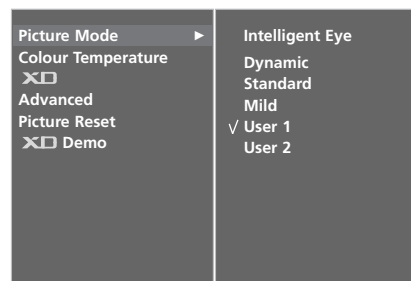 Picture Mode ►
Colour Temperature
XD
Advanced
Picture Reset
XD Demo
Intelligent Eye
Dynamic
Standard
Mild
√ User 1
User 2